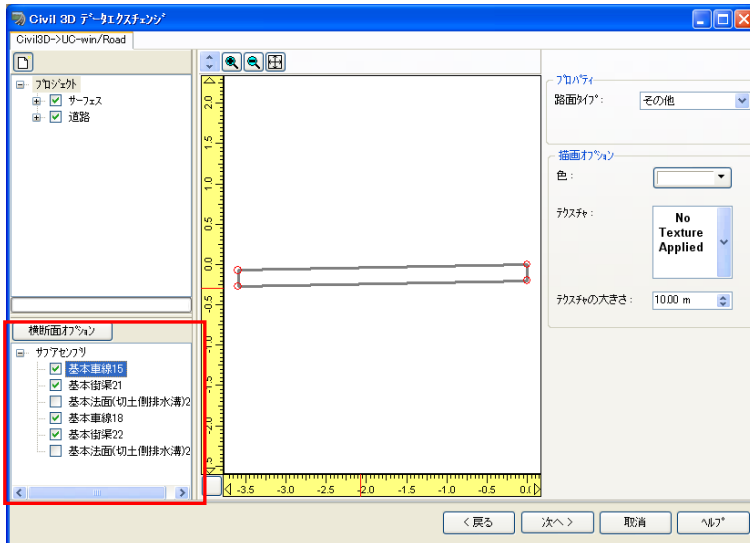 Civil 3D ﾃﾞｰﾀｴｸｽﾁｪﾝｼﾞ
Civil3D->UC-win/Road
ﾌﾟﾛｼﾞｪｸﾄ
ｻｰﾌｪｽ
道路
横断面ｵﾌﾟｼｮﾝ
ｻﾌﾞｱｾﾝﾌﾞﾘ
基本車線15
基本街渠21
基本法面(切土側排水溝)2
基本車線18
基本街渠22
基本法面(切土側排水溝)2
2.0
1.5
1.0
0.5
0.0
-0.5
-1.0
-1.5
-2.0
-3.5 -3.0 -2.5 -2.0 -1.5 -1.0 -0.5
ﾌﾟﾛﾊﾟﾃｨ
路面ﾀｲﾌﾟ: その他
描画ｵﾌﾟｼｮﾝ
色:
ﾃｸｽﾁｬ:
No
Texture
Applied
ﾃｸｽﾁｬの大きさ: 10.00 m
< 戻る 次へ > 取消 ﾍﾙﾌﾟ